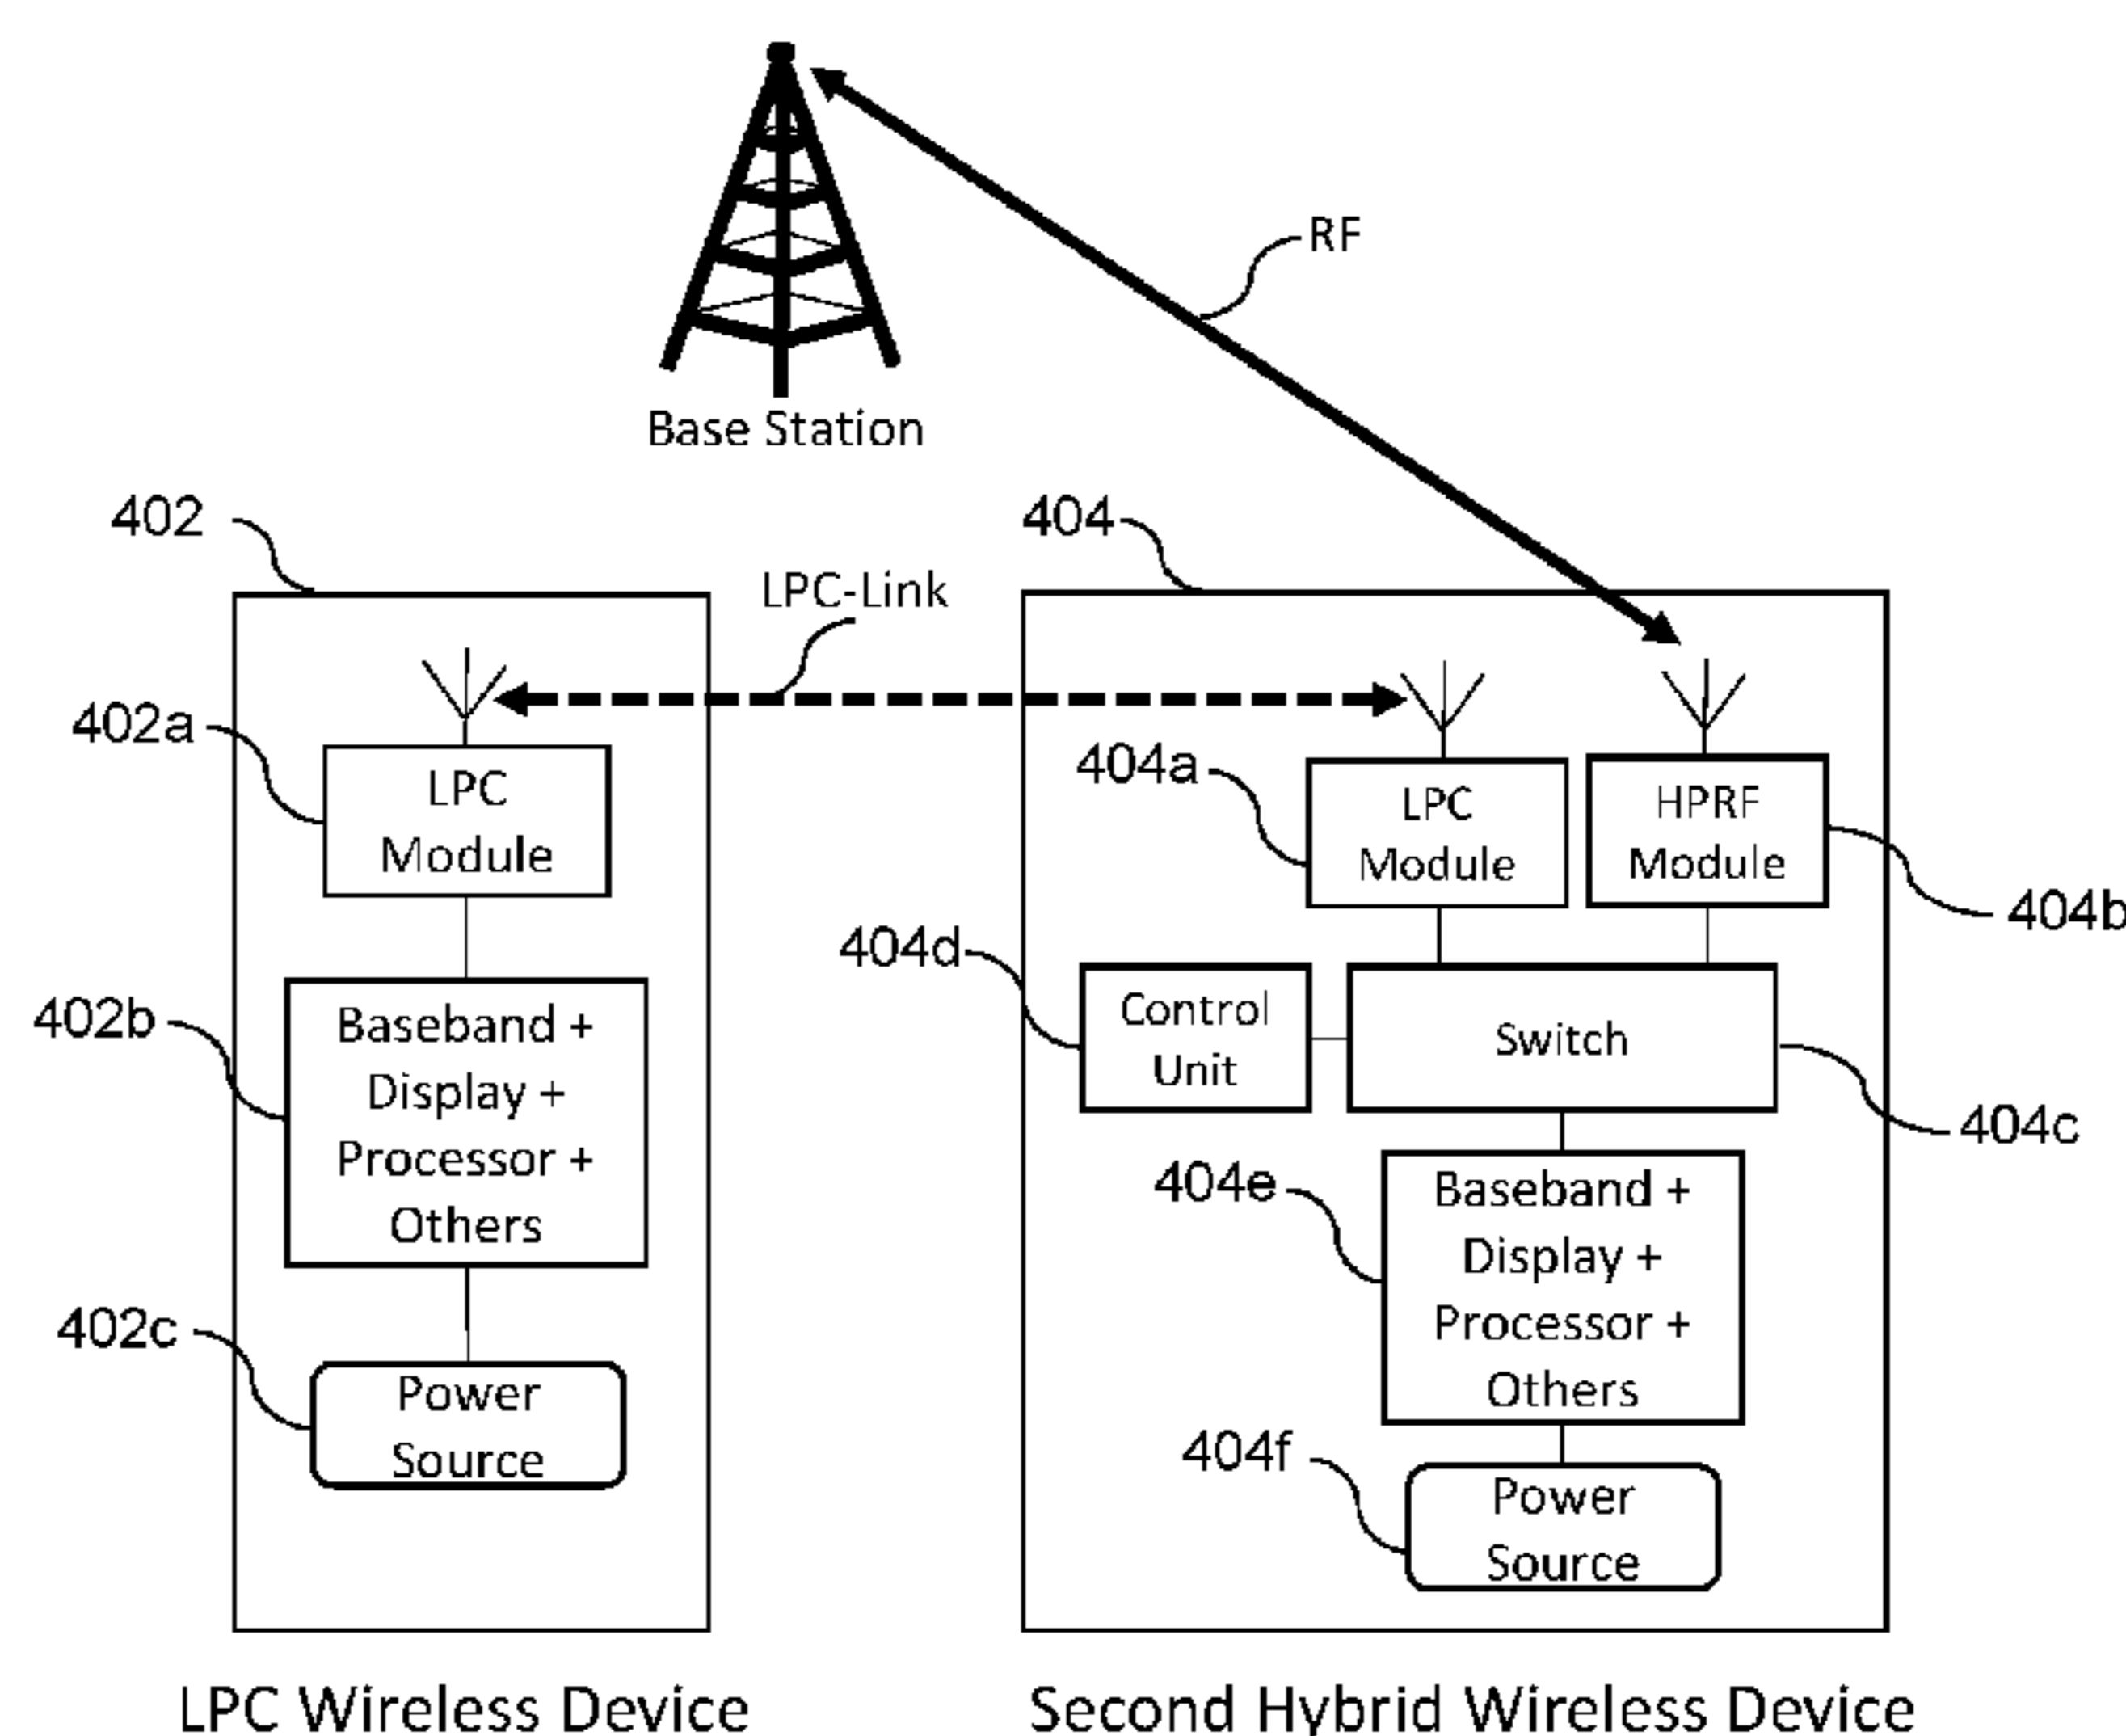 RF
Base Station
402
404
LPC-Link
402a
LPC
Module
404a
LPC
Module
HPRF
Module
404b
404d
Control
Unit
Switch
404c
402b
Baseband +
Display +
Processor +
Others
404e
Baseband +
Display +
Processor +
Others
402c
Power
Source
404f
Power
Source
LPC Wireless Device
Second Hybrid Wireless Device